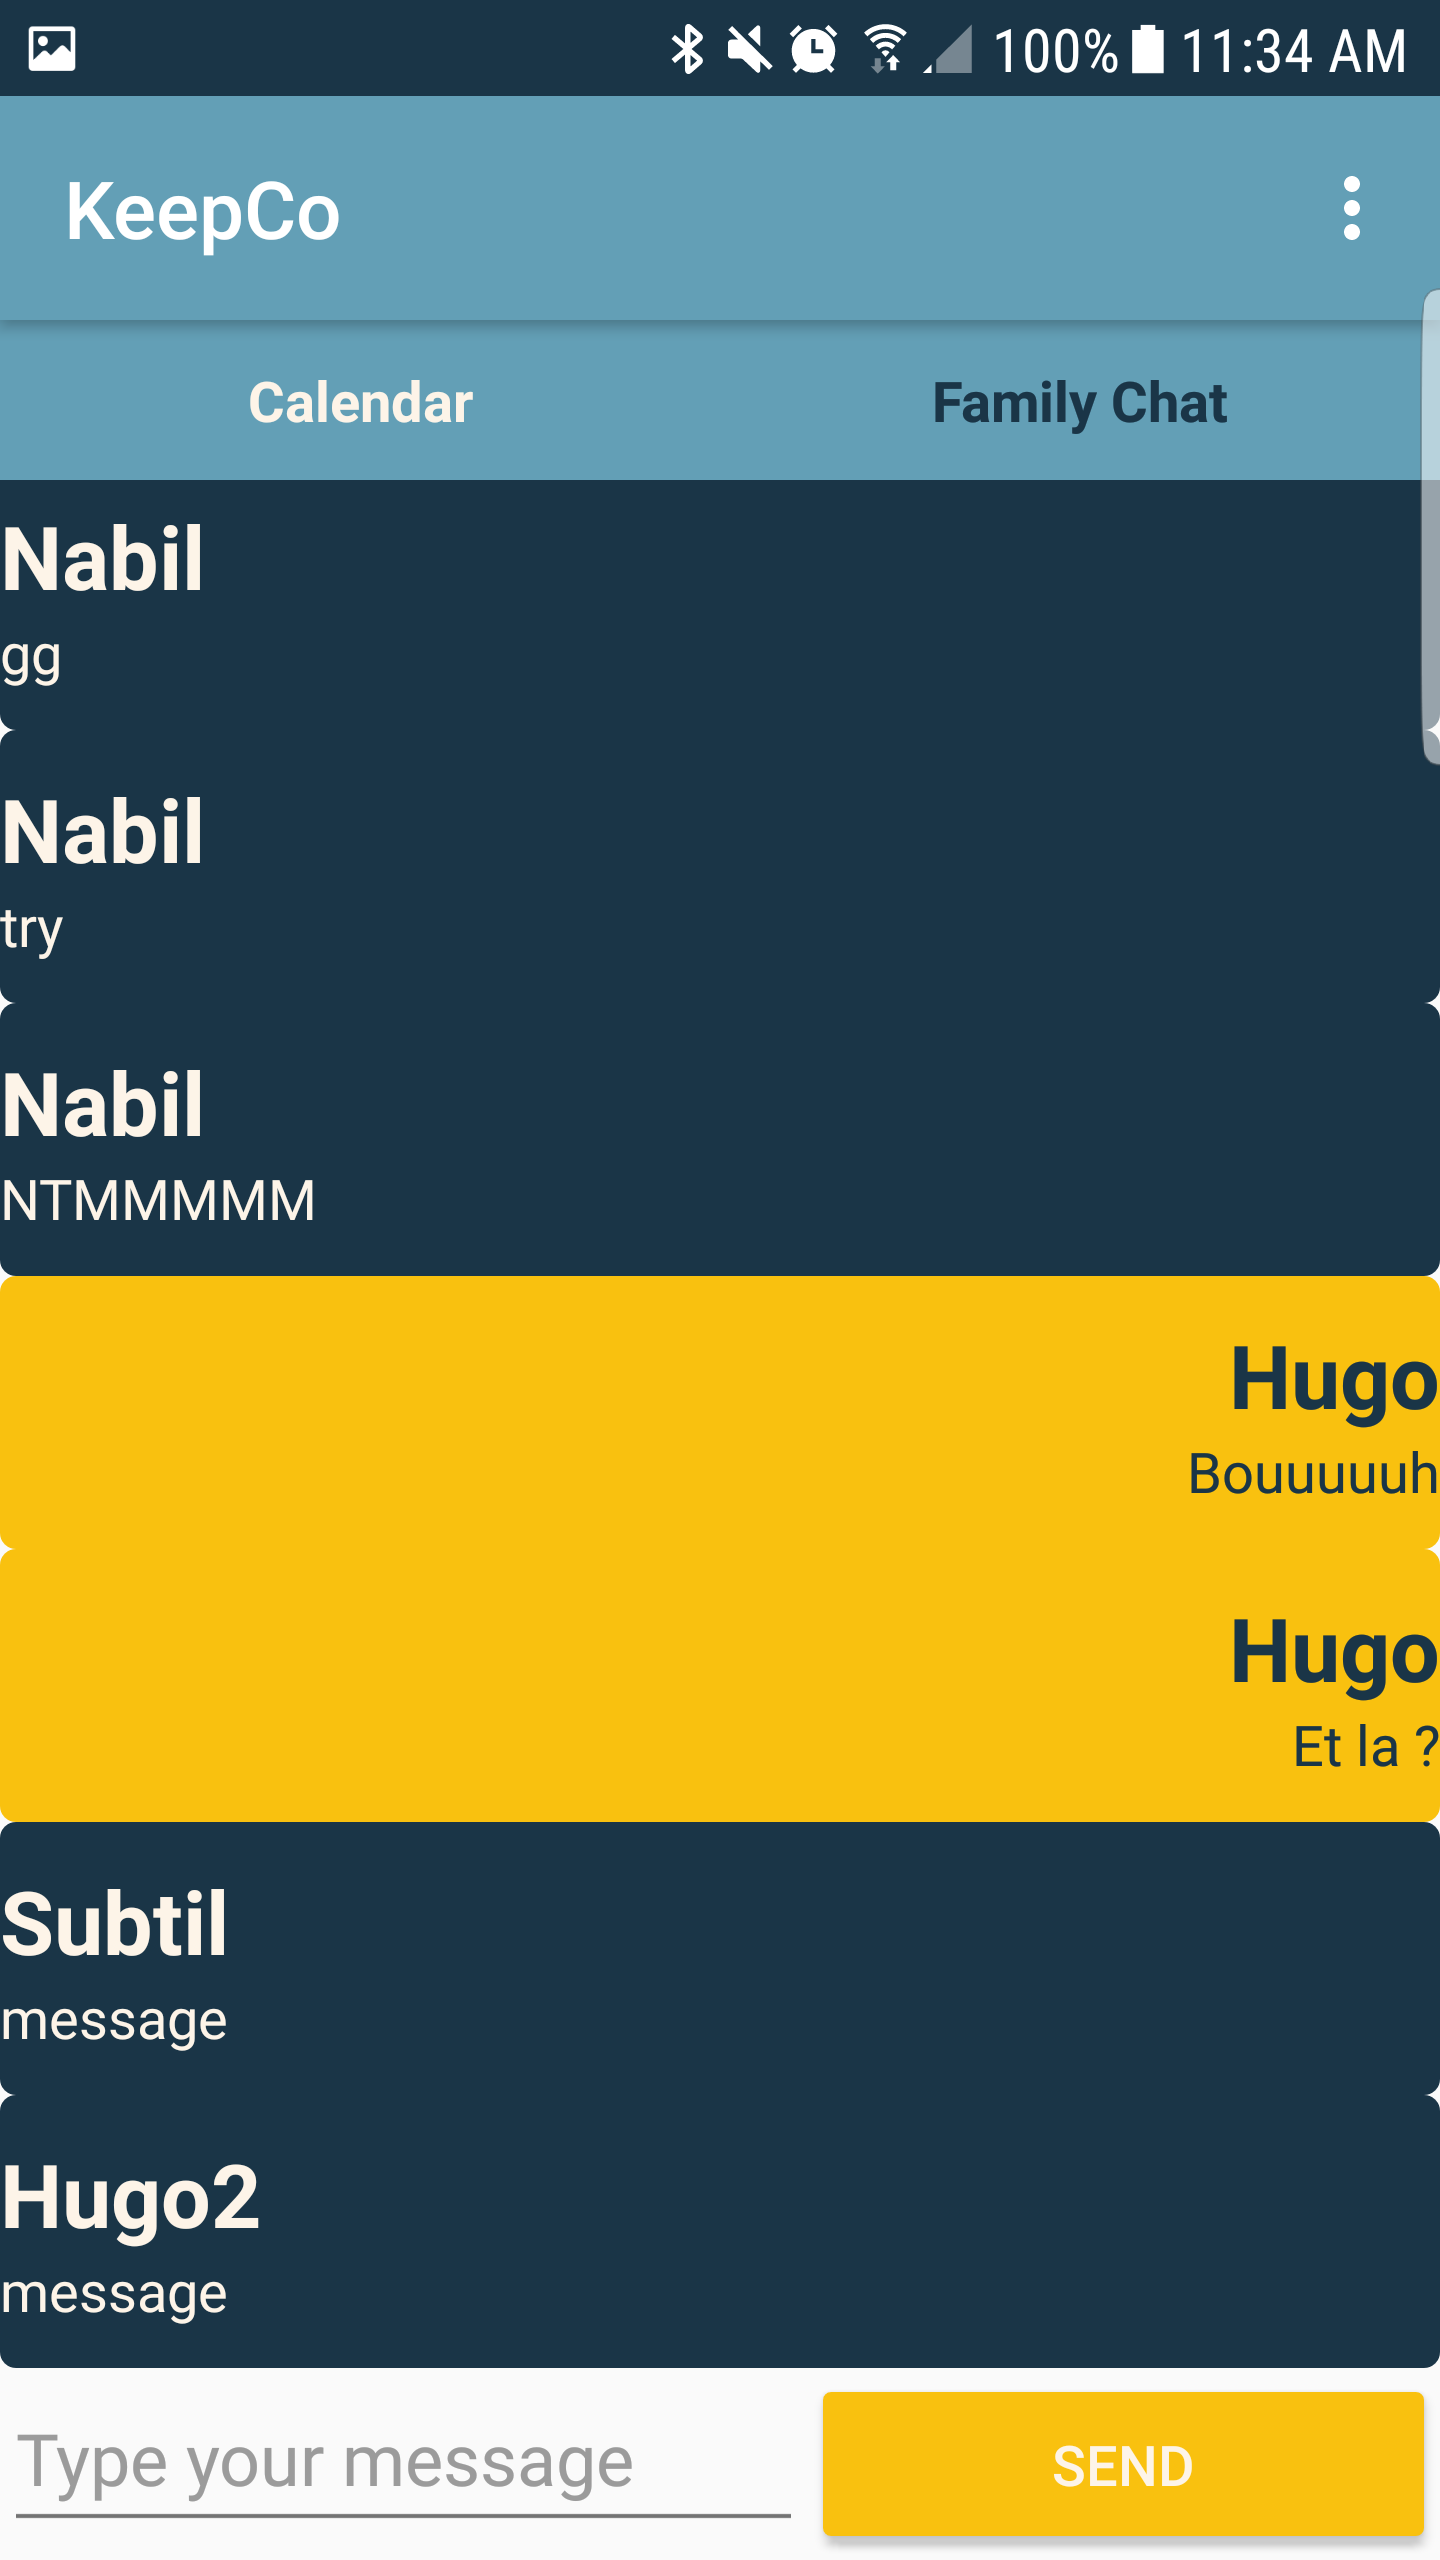 100% 11:34 AM
KeepCo
Calendar Family Chat
Nabil
gg
Nabil
try
Nabil
NTMMMMM
Hugo
Bouuuuuh
Hugo
Et la ?
Subtil
message
Hugo2
message
Type your message SEND